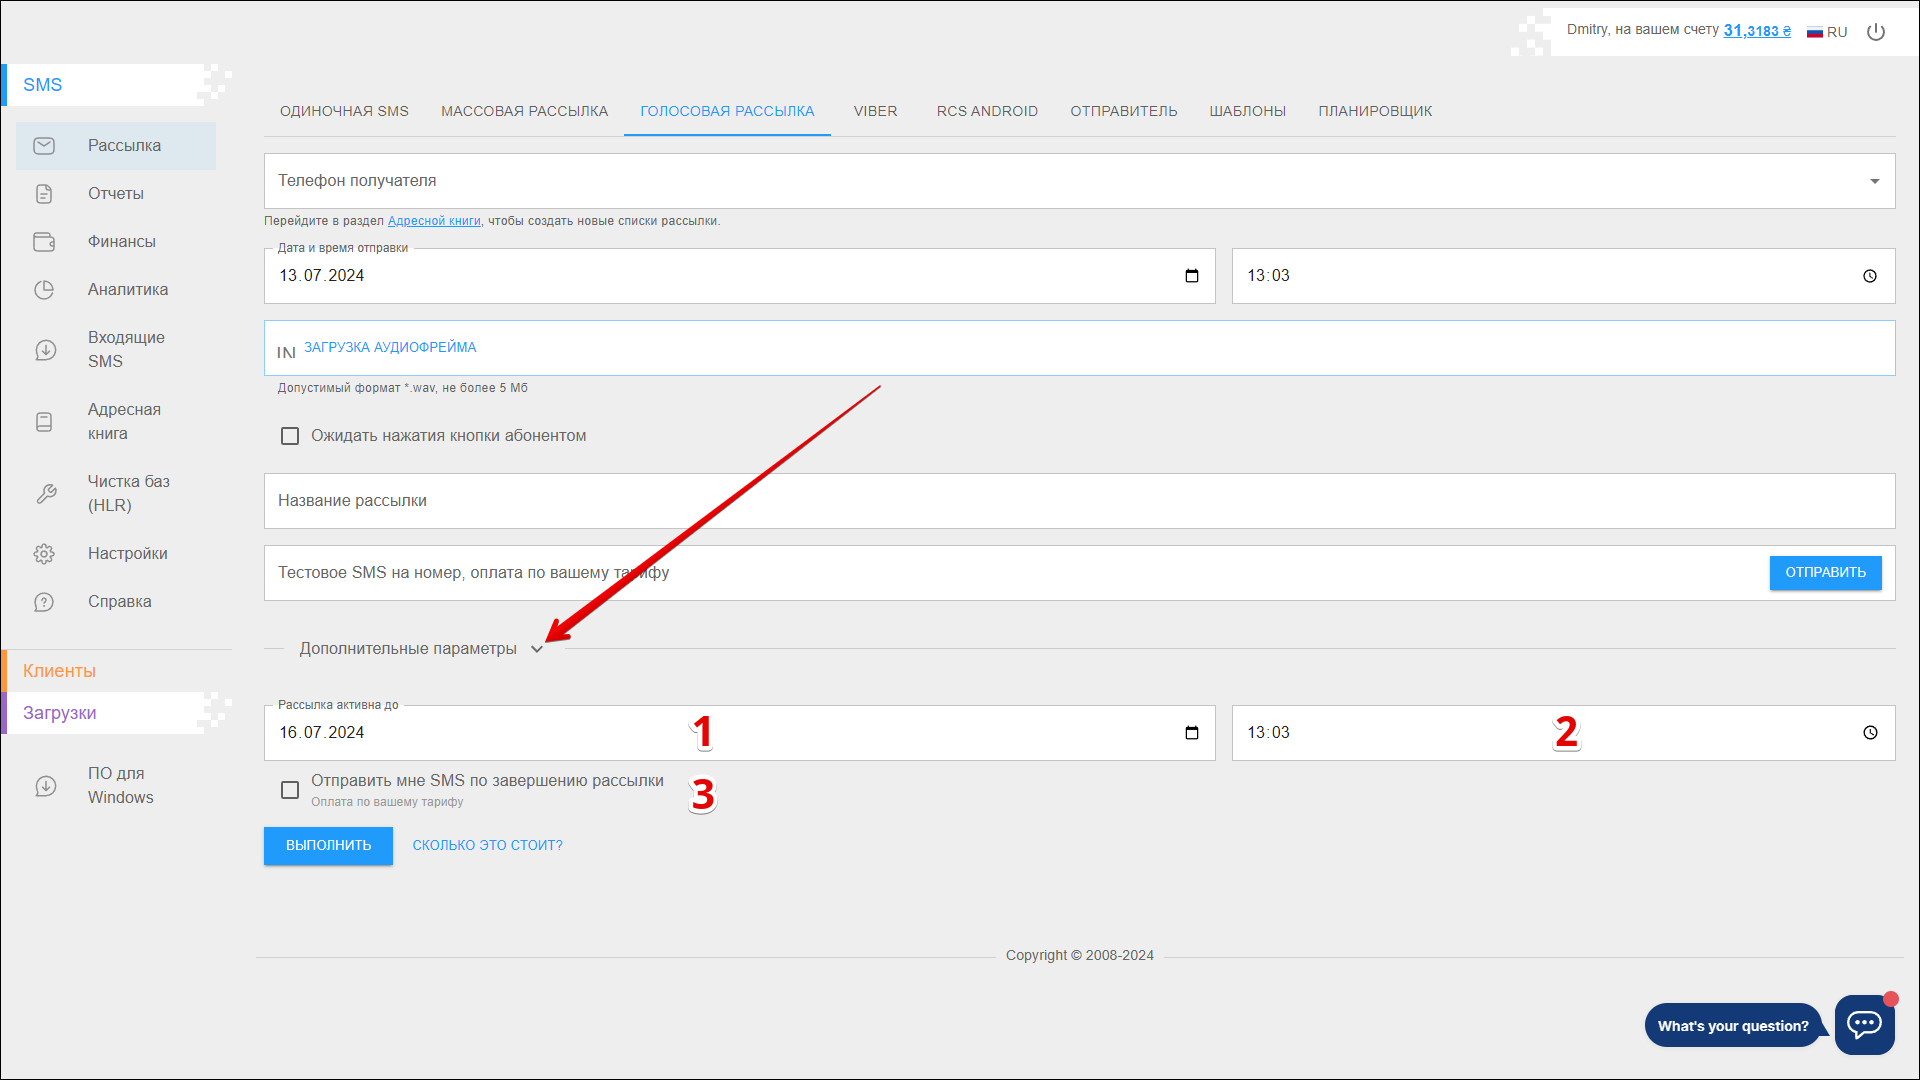 Dmitry, на вашем счету 31,3183 ₴
RU
SMS
Рассылка
Отчеты
Финансы
Аналитика
Входящие
SMS
Адресная
книга
Чистка баз
(HLR)
Настройки
Справка
Клиенты
Загрузки
ПО для
Windows
ОДИНОЧНАЯ SMS
МАССОВАЯ РАССЫЛКА
ГОЛОСОВАЯ РАССЫЛКА
VIBER
RCS ANDROID
ОТПРАВИТЕЛЬ
ШАБЛОНЫ
ПЛАНИРОВЩИК
Телефон получателя
Перейдите в раздел Адресной книги, чтобы создать новые списки рассылки.
Дата и время отправки
13.07.2024
13:03
IN ЗАГРУЗКА АУДИОФРЕЙМА
Допустимый формат *.wav, не более 5 Мб
Ожидать нажатия кнопки абонентом
Название рассылки
Тестовое SMS на номер, оплата по вашему тарифу
ОТПРАВИТЬ
Дополнительные параметры
Рассылка активна до
16.07.2024
1
13:03
2
Отправить мне SMS по завершению рассылки
Оплата по вашему тарифу
3
ВЫПОЛНИТЬ
СКОЛЬКО ЭТО СТОИТ?
Copyright © 2008-2024
What's your question?